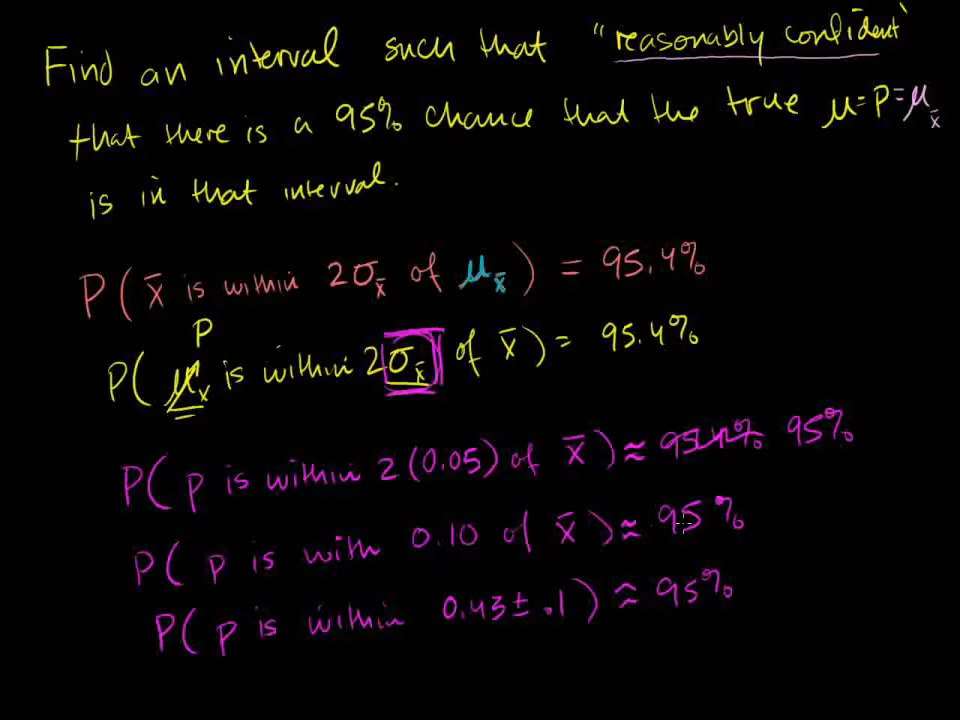 Find an interval such that "reasonably confident"
that there is a 95% chance that the true μ=P=μx̄
is in that interval.
P(x̄ is within 2σx̄ of μx̄) = 95.4%
P
P(μx is within 2σx̄ of x̄) = 95.4%
P(p is within 2(0.05) of x̄) ≈ 95.4% 95%
P(p is with 0.10 of x̄) ≈ 95%
P(p is within 0.43±.1) ≈ 95%